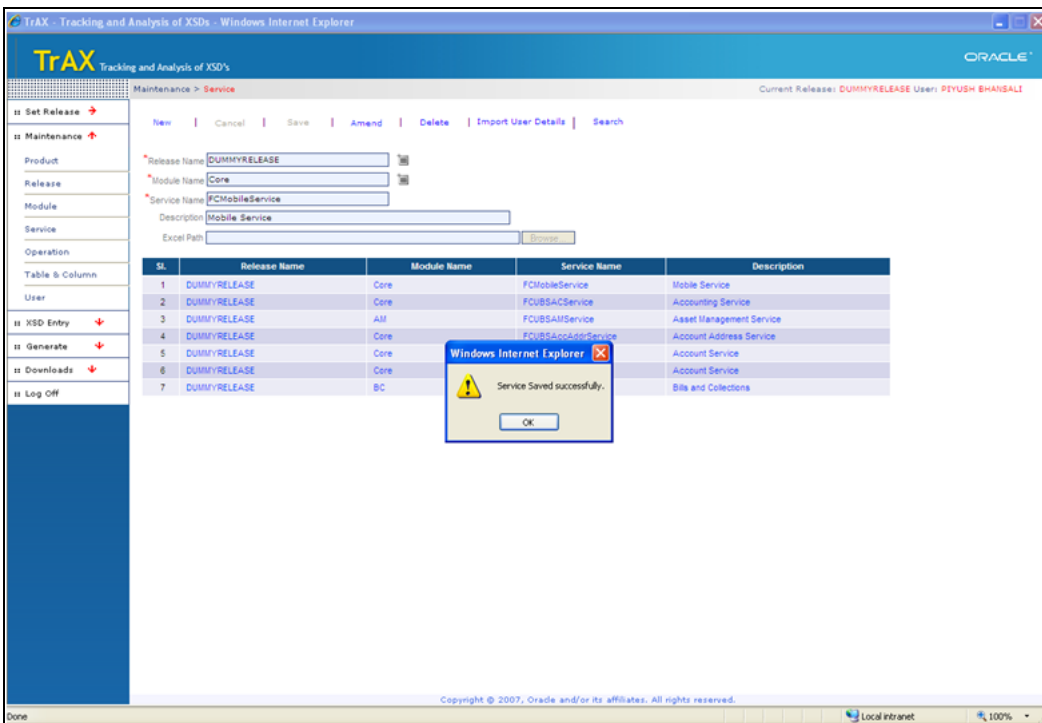 TrAX - Tracking and Analysis of XSDs - Windows Internet Explorer
TrAX Tracking and Analysis of XSD's
ORACLE
Maintenance > Service
Current Release: DUMMYRELEASE User: PIYUSH BHANSALI
Set Release
Maintenance
Product
Release
Module
Service
Operation
Table & Column
User
XSD Entry
Generate
Downloads
Log Off
New | Cancel | Save | Amend | Delete | Import User Details | Search
*Release Name DUMMYRELEASE
*Module Name Core
*Service Name FCMobileService
Description Mobile Service
Excel Path Browse...
SL. Release Name Module Name Service Name Description
1 DUMMYRELEASE Core FCMobileService Mobile Service
2 DUMMYRELEASE Core FCUBSACService Accounting Service
3 DUMMYRELEASE AM FCUBSAMService Asset Management Service
4 DUMMYRELEASE Core FCUBSAccAddrService Account Address Service
5 DUMMYRELEASE Core Account Service
6 DUMMYRELEASE Core Account Service
7 DUMMYRELEASE BC Bills and Collections
Windows Internet Explorer
Service Saved successfully.
OK
Copyright © 2007, Oracle and/or its affiliates. All rights reserved.
Done
Local intranet
100%